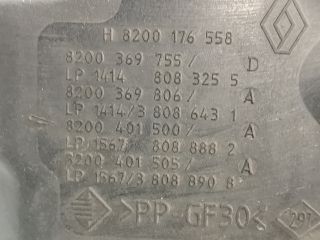 H 8200 176 558
8200 369 755/ D
LP 1414 808 325 5
8200 369 806/ A
LP 1414/3 808 643 1
8200 401 500/ A
LP 1567/ 808 888 2
8200 401 505/ A
LP 1567/3 808 890 8
>PP GF30<